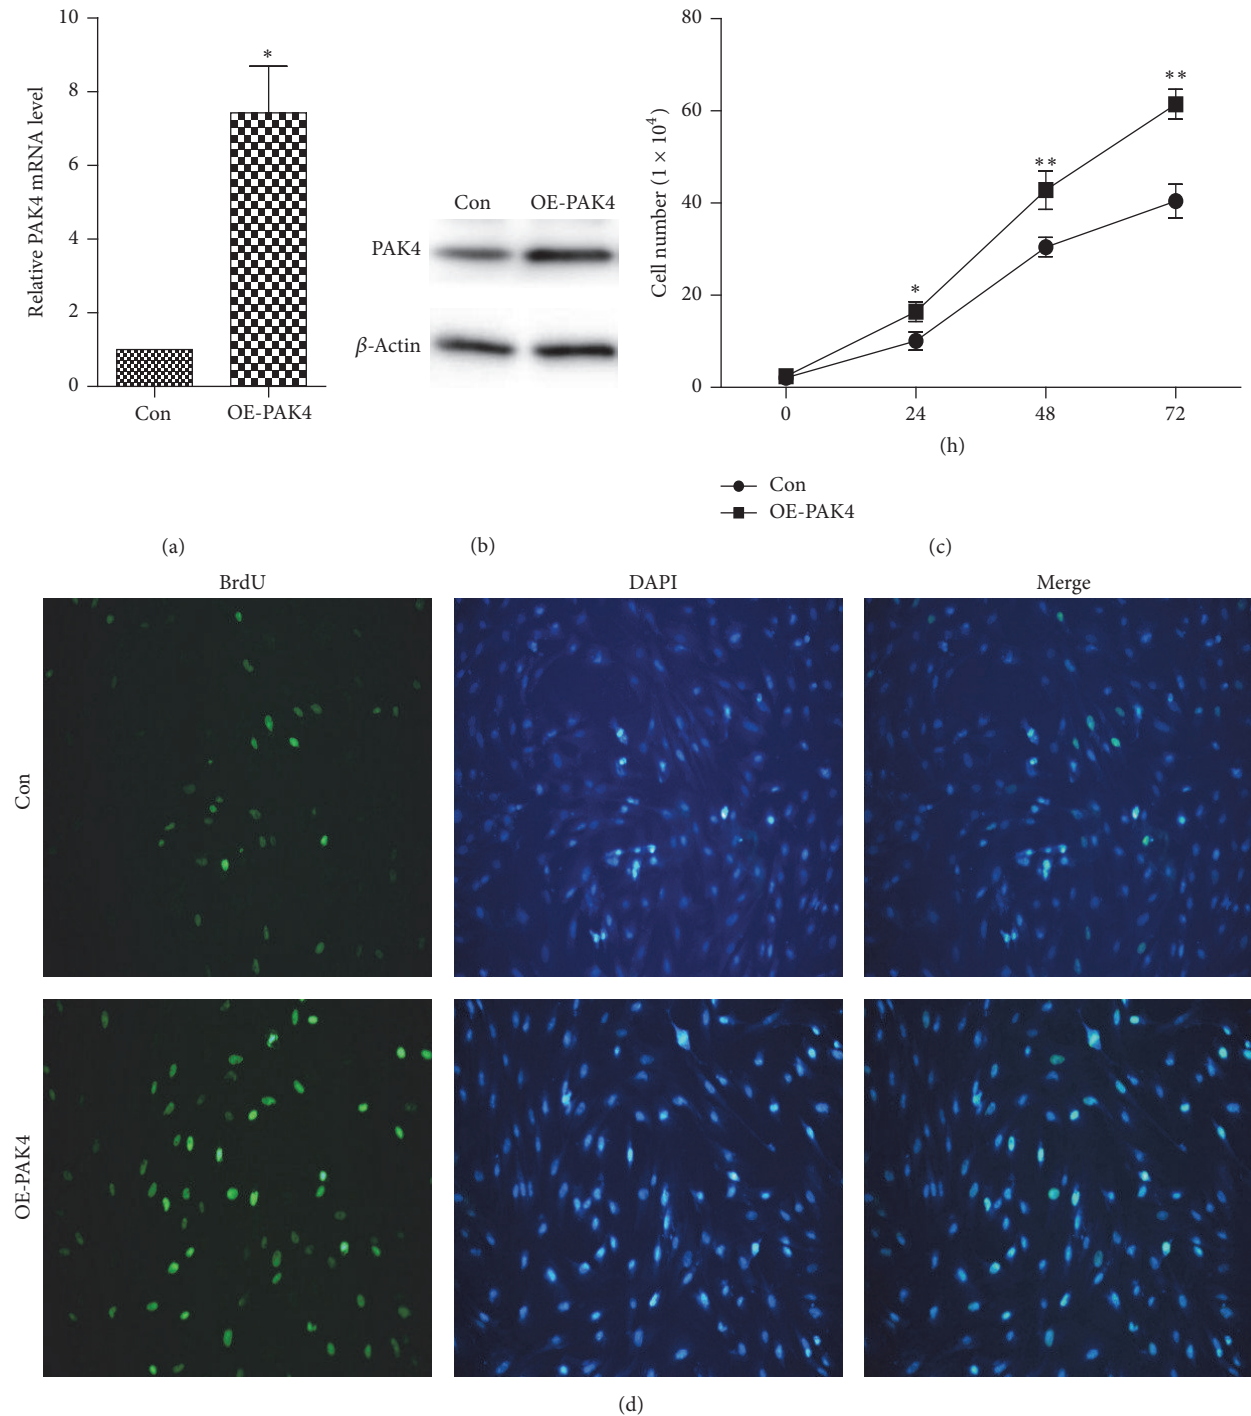 10
8
6
4
2
0
Relative PAK4 mRNA level
*
Con
OE-PAK4
(a)
Con OE-PAK4
PAK4
β-Actin
(b)
80
60
40
20
0
Cell number (1 × 10⁴)
*
**
**
0 24 48 72
(h)
Con
OE-PAK4
(c)
BrdU DAPI Merge
Con
OE-PAK4
(d)